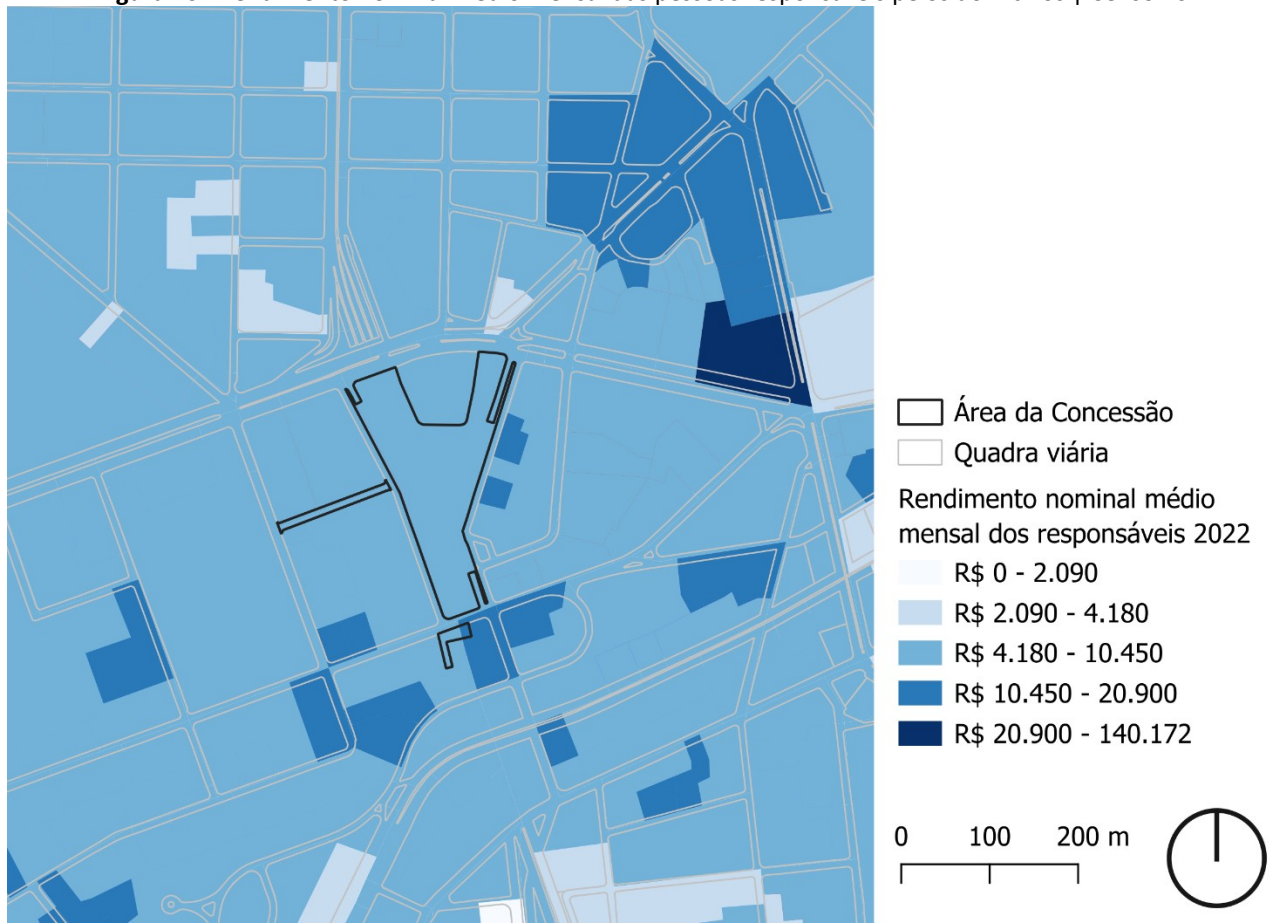 Área da Concessão
Quadra viária
Rendimento nominal médio
mensal dos responsáveis 2022
R$ 0 - 2.090
R$ 2.090 - 4.180
R$ 4.180 - 10.450
R$ 10.450 - 20.900
R$ 20.900 - 140.172
0 100 200 m